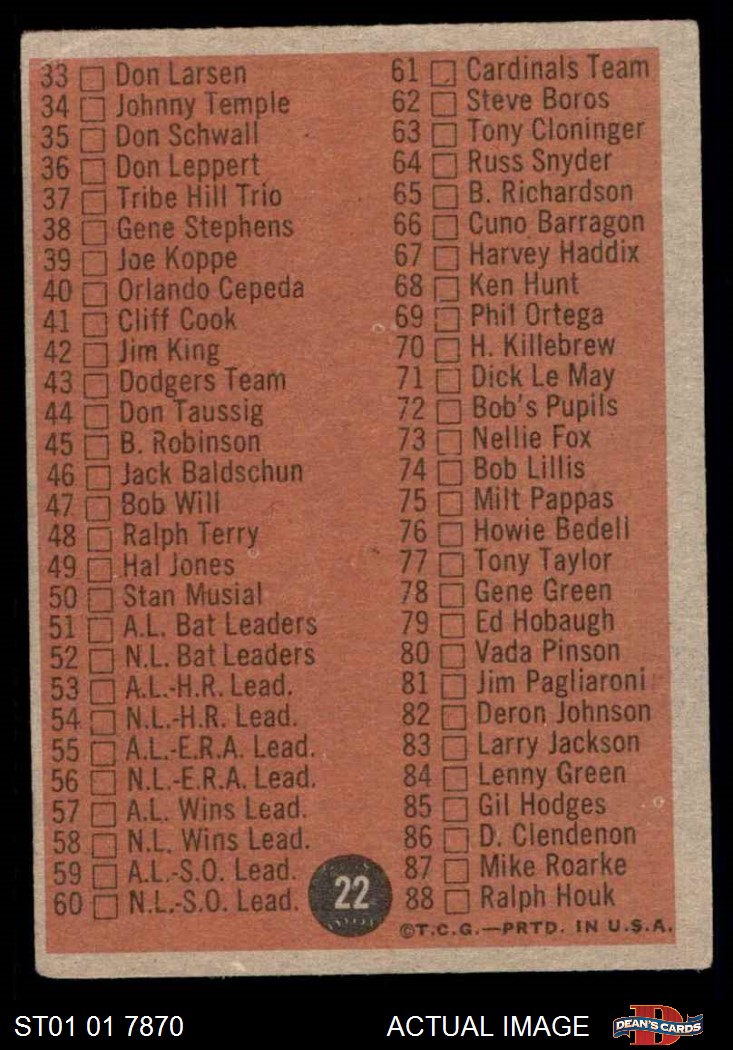 33 Don Larsen
34 Johnny Temple
35 Don Schwall
36 Don Leppert
37 Tribe Hill Trio
38 Gene Stephens
39 Joe Koppe
40 Orlando Cepeda
41 Cliff Cook
42 Jim King
43 Dodgers Team
44 Don Taussig
45 B. Robinson
46 Jack Baldschun
47 Bob Will
48 Ralph Terry
49 Hal Jones
50 Stan Musial
51 A.L. Bat Leaders
52 N.L. Bat Leaders
53 A.L.-H.R. Lead.
54 N.L.-H.R. Lead.
55 A.L.-E.R.A. Lead.
56 N.L.-E.R.A. Lead.
57 A.L. Wins Lead.
58 N.L. Wins Lead.
59 A.L.-S.O. Lead.
60 N.L.-S.O. Lead.
22
61 Cardinals Team
62 Steve Boros
63 Tony Cloninger
64 Russ Snyder
65 B. Richardson
66 Cuno Barragon
67 Harvey Haddix
68 Ken Hunt
69 Phil Ortega
70 H. Killebrew
71 Dick Le May
72 Bob's Pupils
73 Nellie Fox
74 Bob Lillis
75 Milt Pappas
76 Howie Bedell
77 Tony Taylor
78 Gene Green
79 Ed Hobaugh
80 Vada Pinson
81 Jim Pagliaroni
82 Deron Johnson
83 Larry Jackson
84 Lenny Green
85 Gil Hodges
86 D. Clendenon
87 Mike Roarke
88 Ralph Houk
©T.C.G.—PRTD. IN U.S.A.
ST01 01 7870
ACTUAL IMAGE
D
DEAN'S CARDS